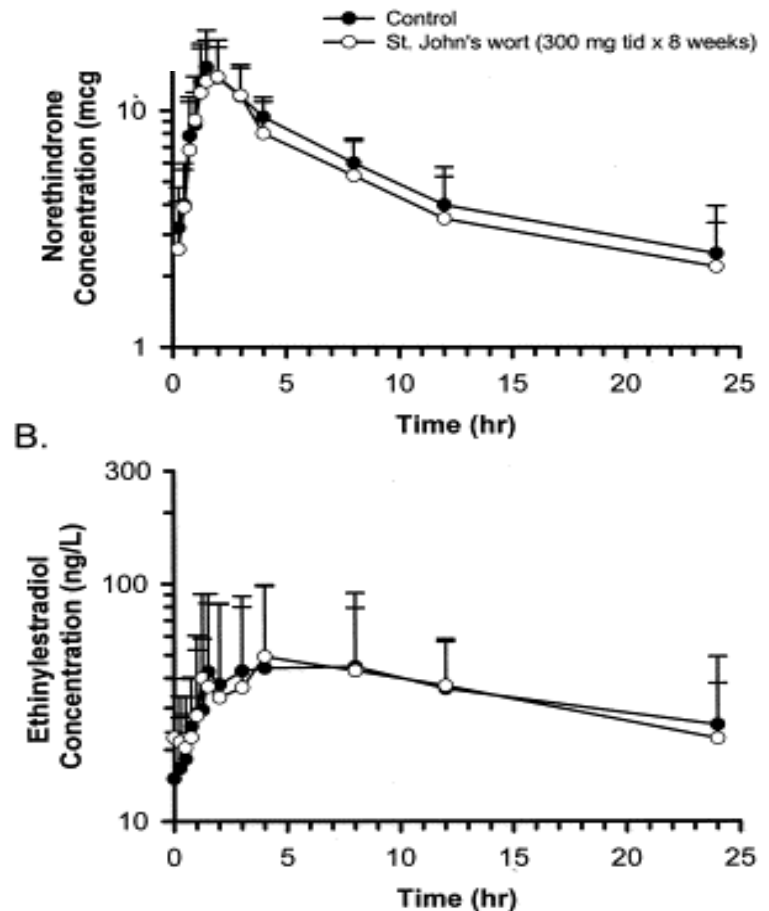 Control
St. John's wort (300 mg tid x 8 weeks)
Norethindrone
Concentration (mcg
10
1
0 5 10 15 20 25
Time (hr)
B.
Ethinylestradiol
Concentration (ng/L)
300
100
10
0 5 10 15 20 25
Time (hr)